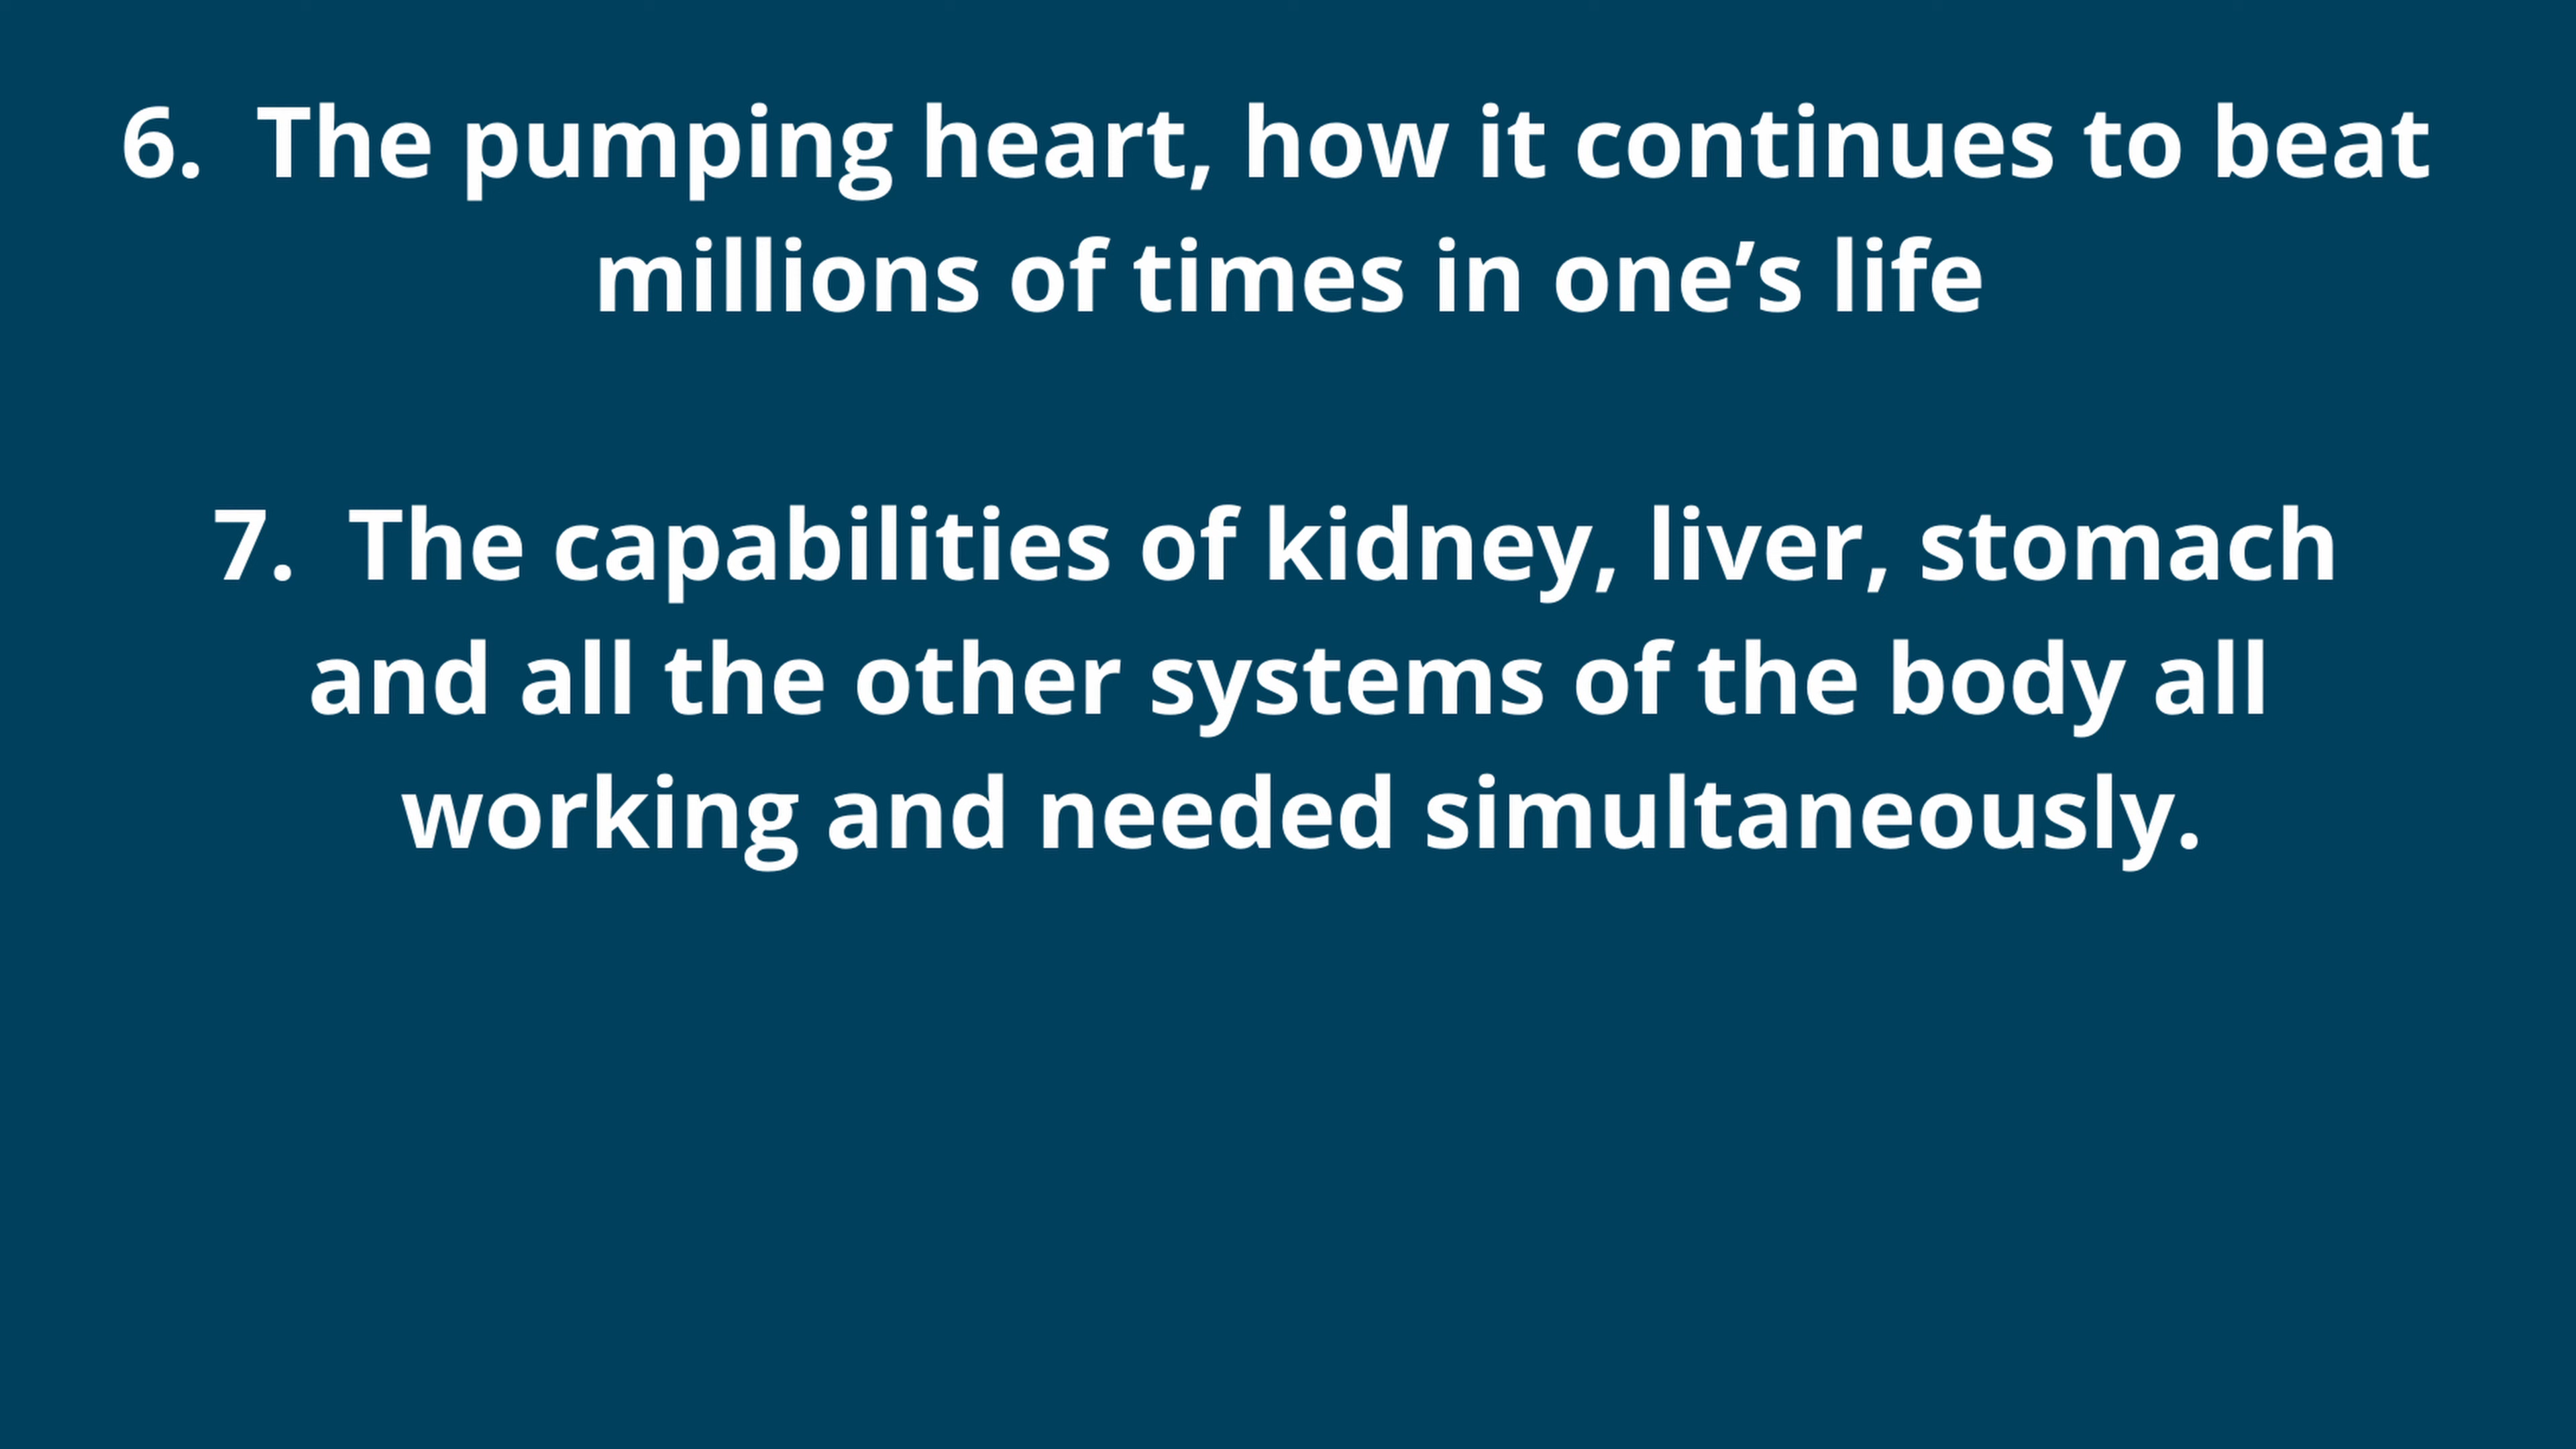 6.  The pumping heart, how it continues to beat
millions of times in one’s life
7.  The capabilities of kidney, liver, stomach
and all the other systems of the body all
working and needed simultaneously.